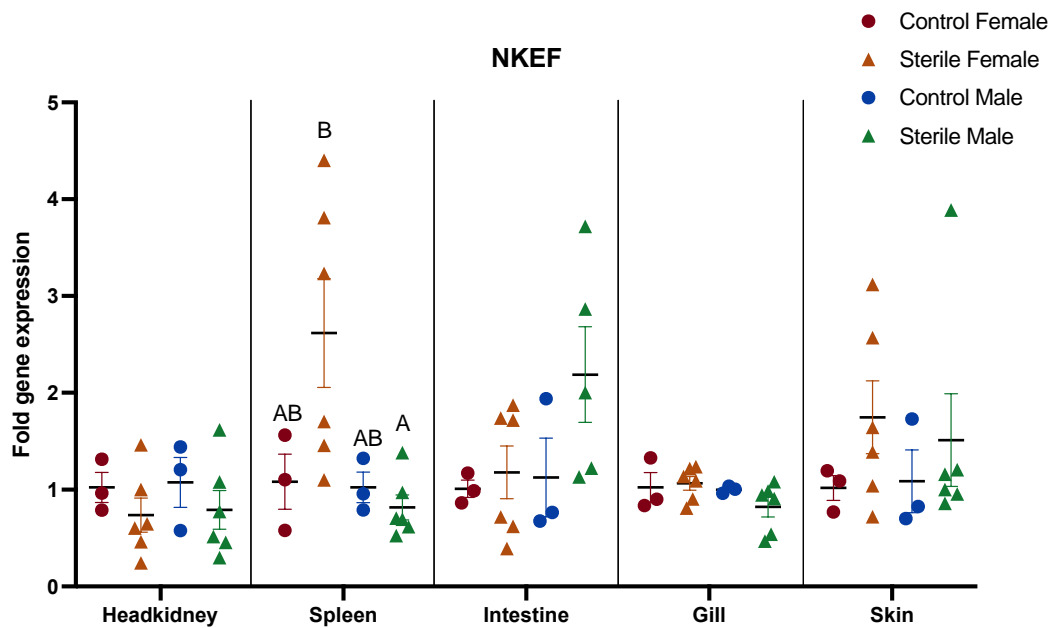 NKEF
Control Female
Sterile Female
Control Male
Sterile Male
Fold gene expression
5
4
3
2
1
0
B
AB
AB
A
Headkidney
Spleen
Intestine
Gill
Skin